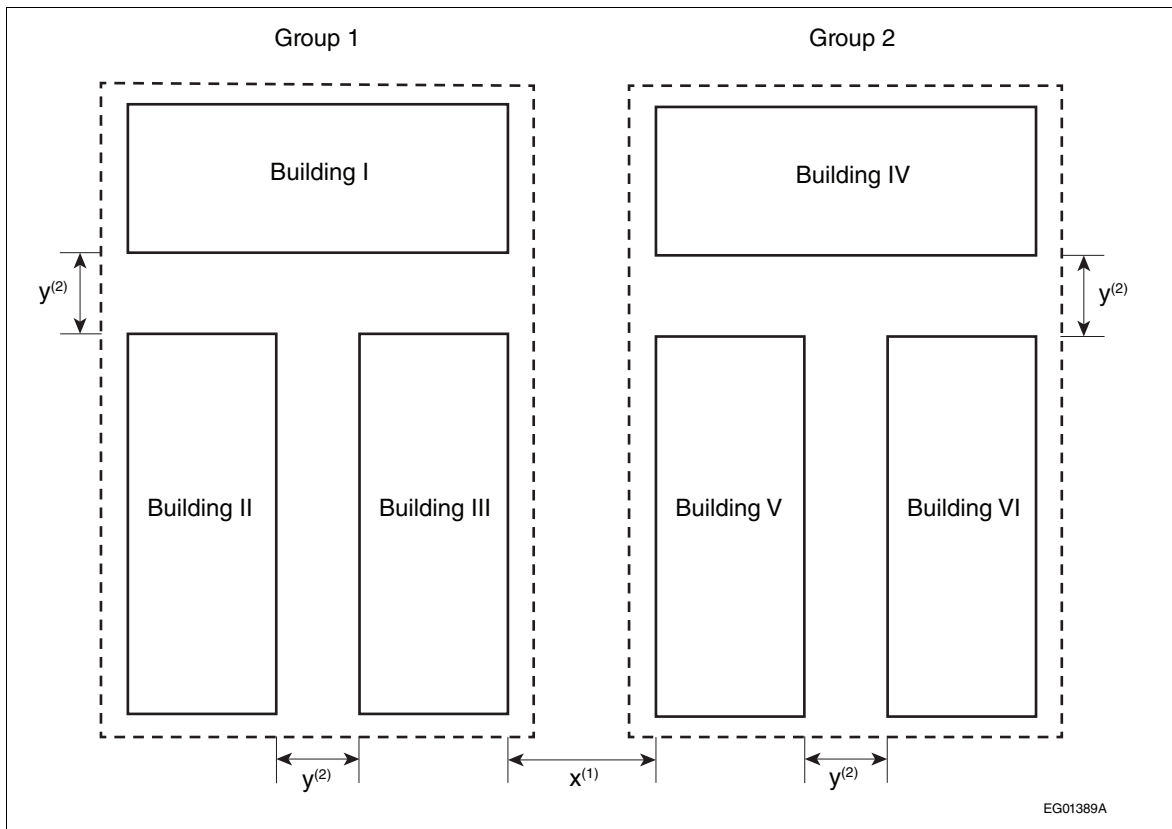 Group 1
Group 2
Building I
Building IV
y(2)
y(2)
Building II
Building III
Building V
Building VI
y(2)
x(1)
y(2)
EG01389A